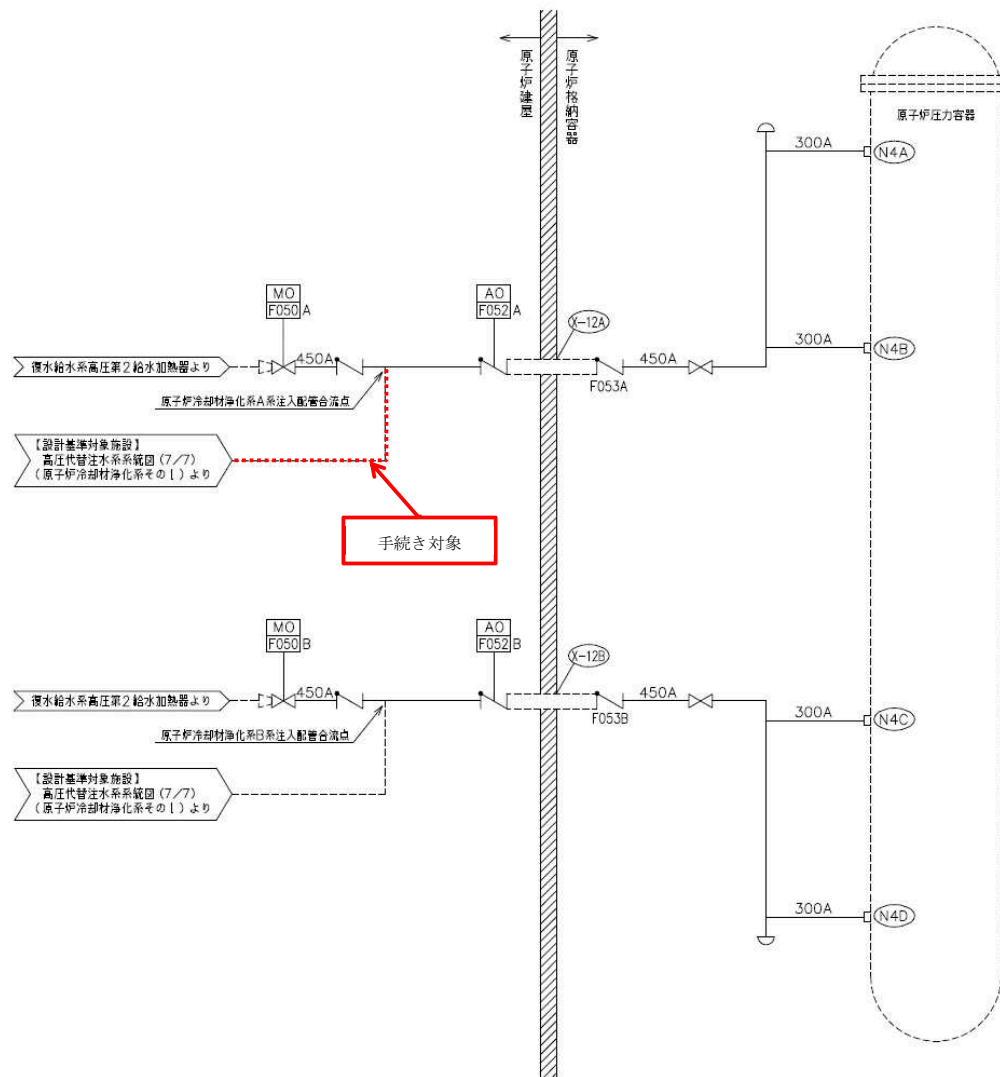 原子炉建屋
原子炉格納容器
原子炉圧力容器
300A
N4A
MO
F050 A
AO
F052 A
X-12A
N4B
300A
復水給水系高圧第2給水加熱器より
450A
F053A
450A
原子炉冷却材浄化系A系注入配管合流点
【設計基準対象施設】
高圧代替注水系系統図(7/7)
(原子炉冷却材浄化系その1)より
手続き対象
MO
F050 B
AO
F052 B
X-12B
復水給水系高圧第2給水加熱器より
450A
F053B
450A
300A
N4C
原子炉冷却材浄化系B系注入配管合流点
【設計基準対象施設】
高圧代替注水系系統図(7/7)
(原子炉冷却材浄化系その1)より
300A
N4D